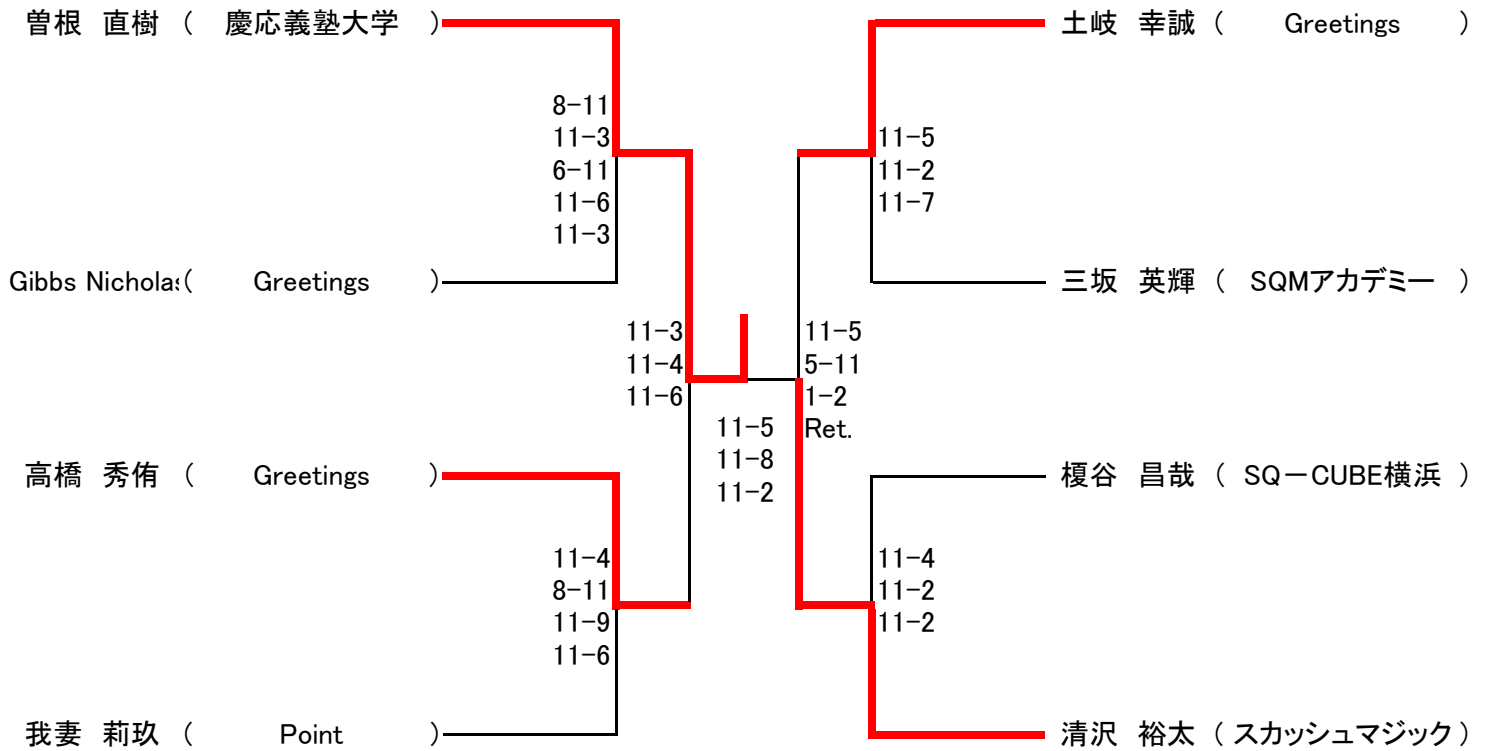 曽根 直樹 ( 慶応義塾大学 )
8-11
11-3
6-11
11-6
11-3
Gibbs Nicholas( Greetings )
11-3
11-4
11-6
高橋 秀侑 ( Greetings )
11-4
8-11
11-9
11-6
我妻 莉玖 ( Point )
11-5
11-8
11-2
土岐 幸誠 ( Greetings )
11-5
11-2
11-7
三坂 英輝 ( SQMアカデミー )
11-5
5-11
1-2
Ret.
榎谷 昌哉 ( SQ－CUBE横浜 )
11-4
11-2
11-2
清沢 裕太 ( スカッシュマジック )